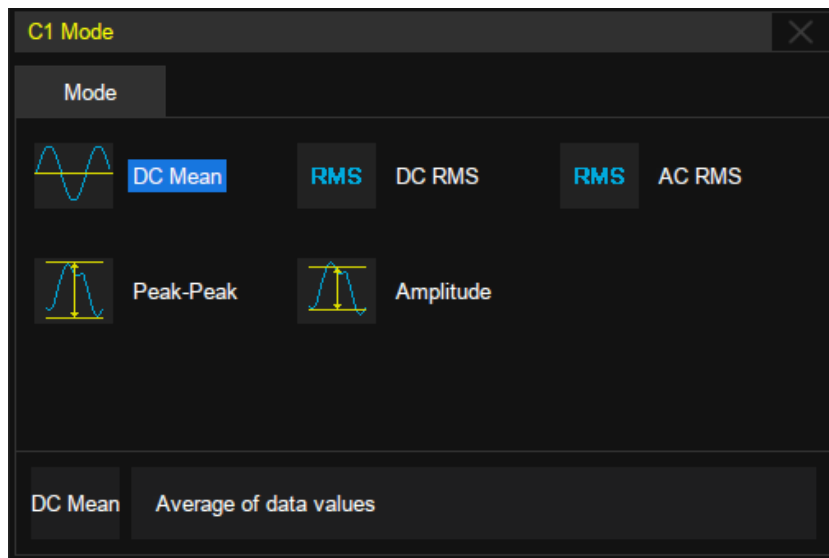 C1 Mode
Mode
DC Mean
RMS
DC RMS
RMS
AC RMS
Peak-Peak
Amplitude
DC Mean
Average of data values